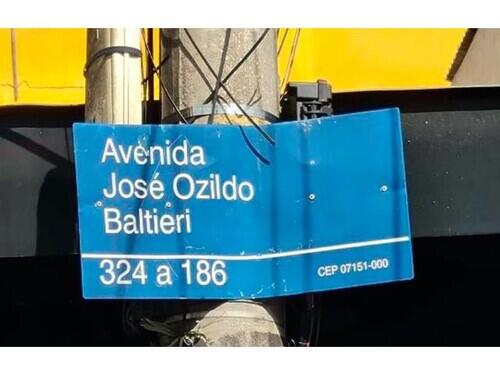 Avenida
José Ozildo
Baltieri
324 a 186 CEP 07151-000